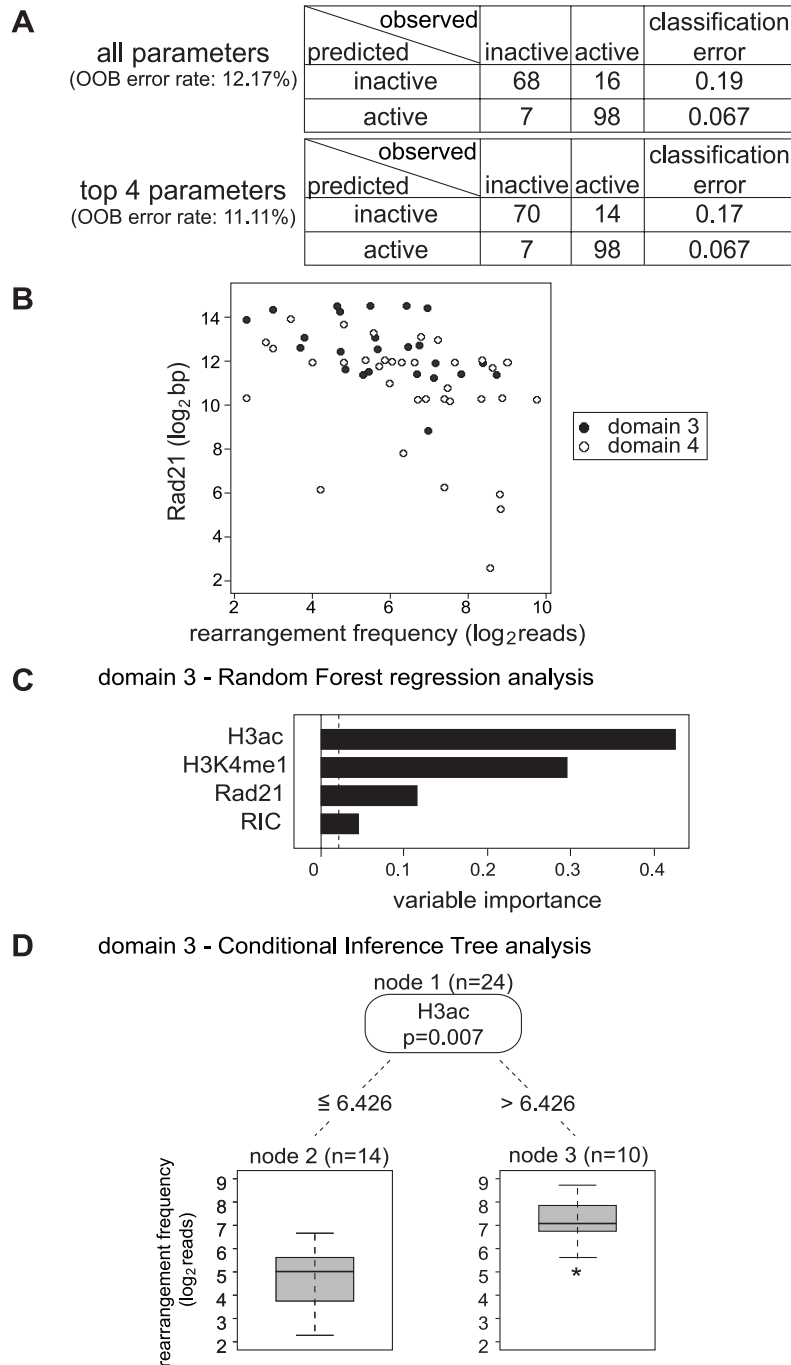 A
all parameters
(OOB error rate: 12.17%)
observed
predicted
inactive
active
classification
error
inactive 68 16 0.19
active 7 98 0.067
top 4 parameters
(OOB error rate: 11.11%)
observed
predicted
inactive
active
classification
error
inactive 70 14 0.17
active 7 98 0.067
B
Rad21 (log2 bp)
14
12
10
8
6
4
2
2 4 6 8 10
rearrangement frequency (log2reads)
domain 3
domain 4
C domain 3 - Random Forest regression analysis
H3ac
H3K4me1
Rad21
RIC
0 0.1 0.2 0.3 0.4
variable importance
D domain 3 - Conditional Inference Tree analysis
node 1 (n=24)
H3ac
p=0.007
≦ 6.426 > 6.426
rearrangement frequency
(log2reads)
node 2 (n=14)
9
8
7
6
5
4
3
2
node 3 (n=10)
9
8
7
6
5
4
3
2
*